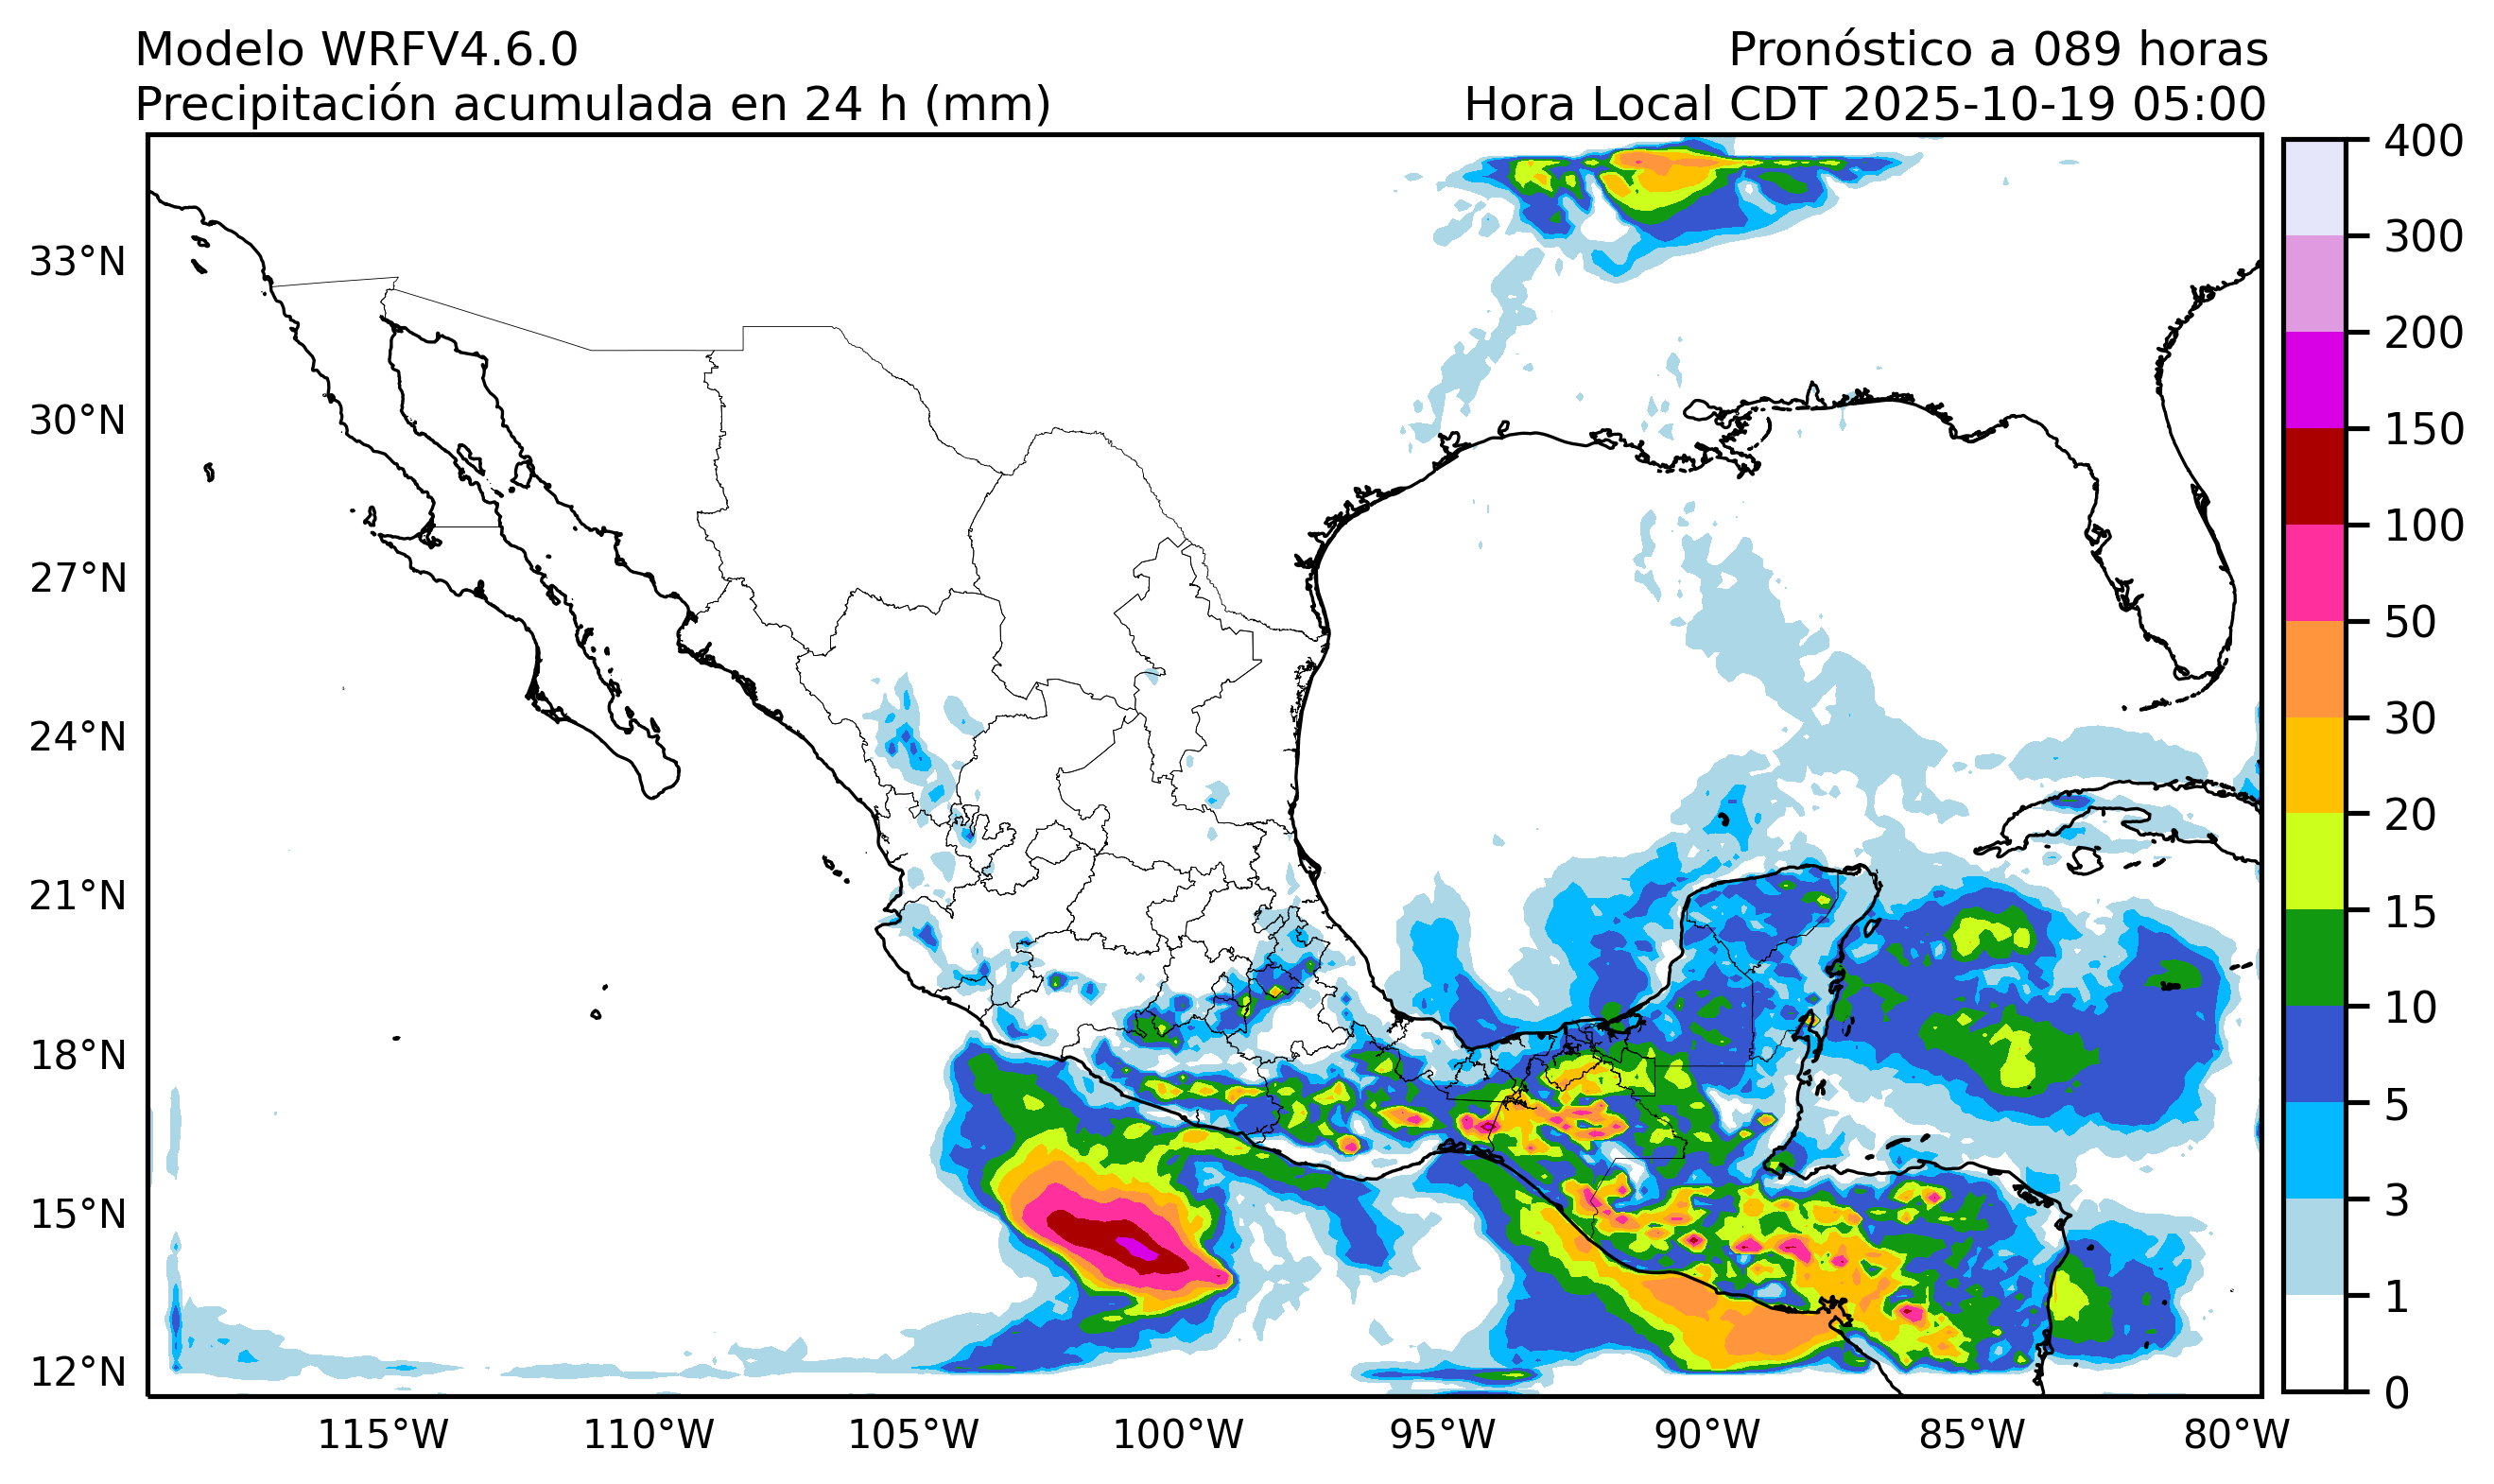 Modelo WRFV4.6.0
Pronóstico a 089 horas
Precipitación acumulada en 24 h (mm)
Hora Local CDT 2025-10-19 05:00
33°N
30°N
27°N
24°N
21°N
18°N
15°N
12°N
115°W
110°W
105°W
100°W
95°W
90°W
85°W
80°W
400
300
200
150
100
50
30
20
15
10
5
3
1
0